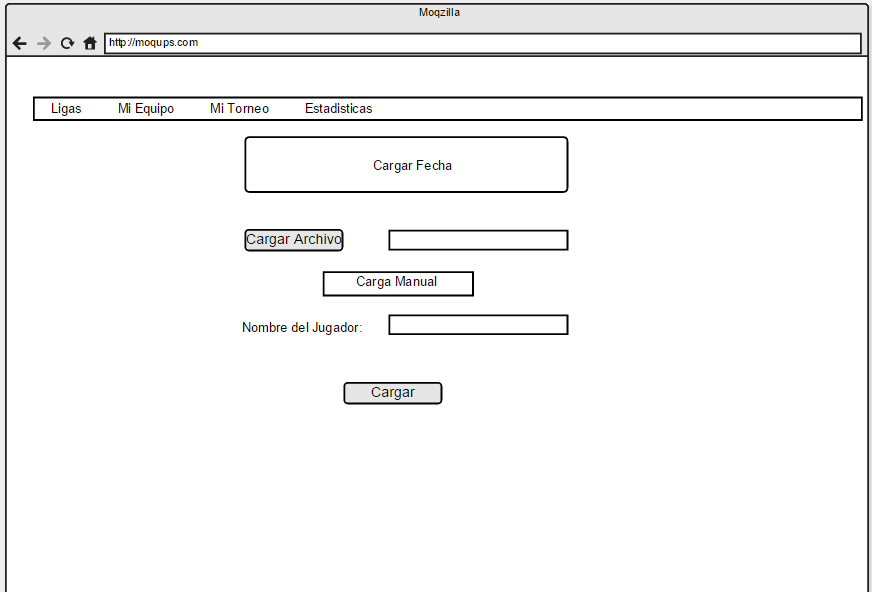 Moqzilla
http://moqups.com
Ligas Mi Equipo Mi Torneo Estadisticas
Cargar Fecha
Cargar Archivo
Carga Manual
Nombre del Jugador:
Cargar